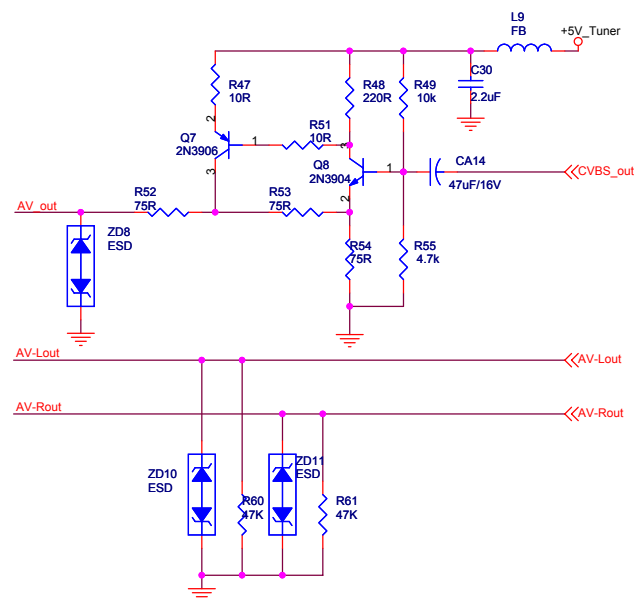 L9
FB
+5V_Tuner
C30
2.2uF
R47
10R
R48
220R
R49
10k
2
Q7
2N3906
1
R51
10R
3
Q8
2N3904
1
CA14
47uF/16V
CVBS_out
3
2
AV_out
R52
75R
R53
75R
ZD8
ESD
R54
75R
R55
4.7k
AV-Lout
AV-Lout
AV-Rout
AV-Rout
ZD10
ESD
ZD11
ESD
R60
47K
R61
47K